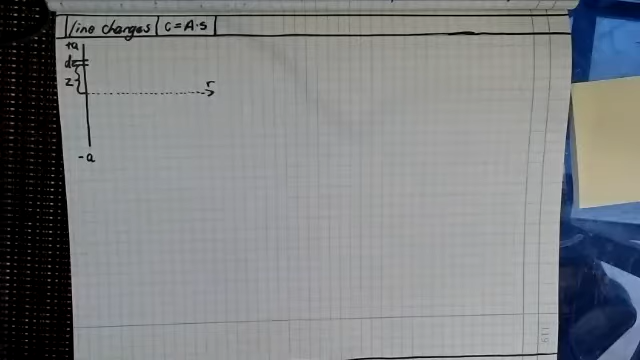 line charges C = A·s
+a
dz
z
r
-a